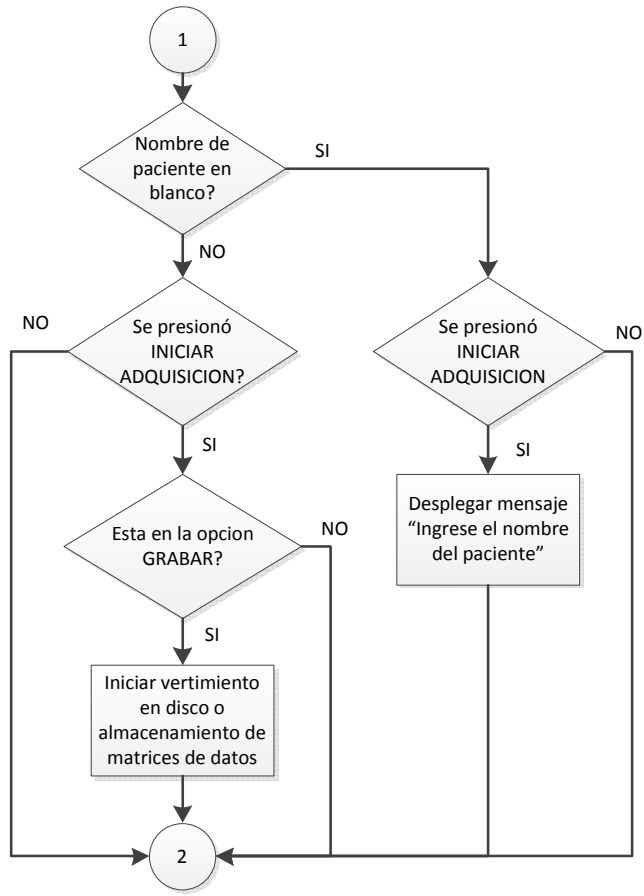 1
Nombre de
paciente en
blanco?
SI
NO
NO
Se presionó
INICIAR
ADQUISICION?
Se presionó
INICIAR
ADQUISICION
NO
SI
SI
Esta en la opcion
GRABAR?
NO
Desplegar mensaje
“Ingrese el nombre
del paciente”
SI
Iniciar vertimiento
en disco o
almacenamiento de
matrices de datos
2